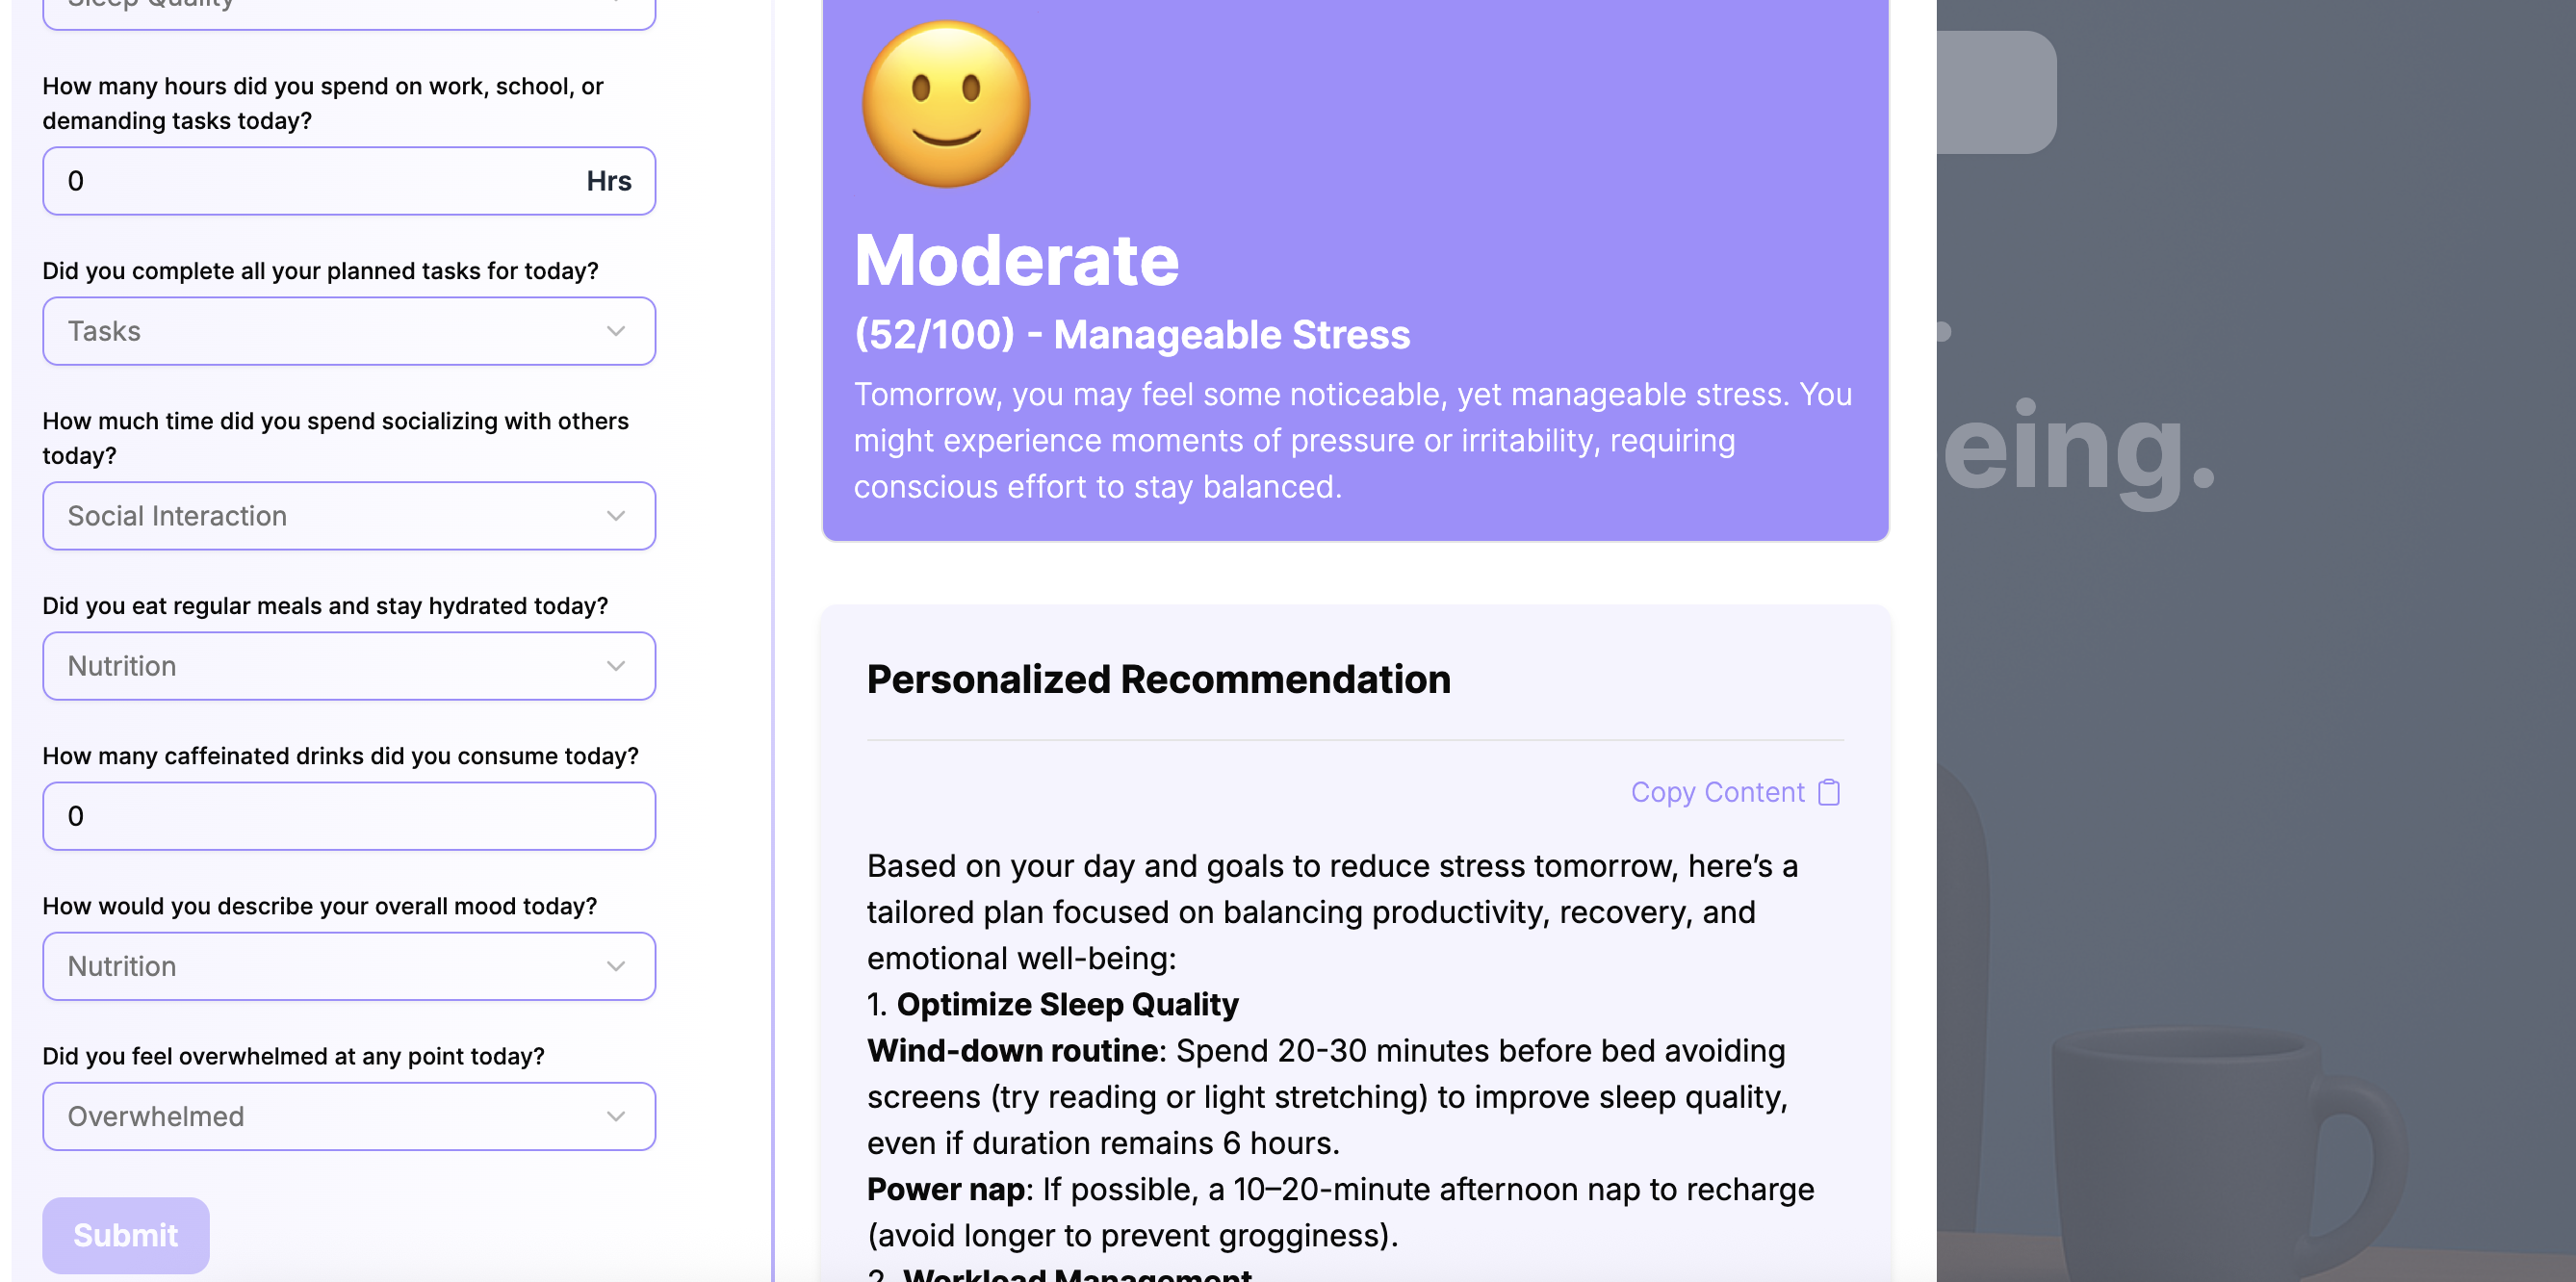 Sleep Quality
How many hours did you spend on work, school, or
demanding tasks today?
0 Hrs
Did you complete all your planned tasks for today?
Tasks
How much time did you spend socializing with others
today?
Social Interaction
Did you eat regular meals and stay hydrated today?
Nutrition
How many caffeinated drinks did you consume today?
0
How would you describe your overall mood today?
Nutrition
Did you feel overwhelmed at any point today?
Overwhelmed
Submit
Moderate
(52/100) - Manageable Stress
Tomorrow, you may feel some noticeable, yet manageable stress. You
might experience moments of pressure or irritability, requiring
conscious effort to stay balanced.
Personalized Recommendation
Copy Content
Based on your day and goals to reduce stress tomorrow, here’s a
tailored plan focused on balancing productivity, recovery, and
emotional well-being:
1. Optimize Sleep Quality
Wind-down routine: Spend 20-30 minutes before bed avoiding
screens (try reading or light stretching) to improve sleep quality,
even if duration remains 6 hours.
Power nap: If possible, a 10–20-minute afternoon nap to recharge
(avoid longer to prevent grogginess).
2. Workload Management
eing.